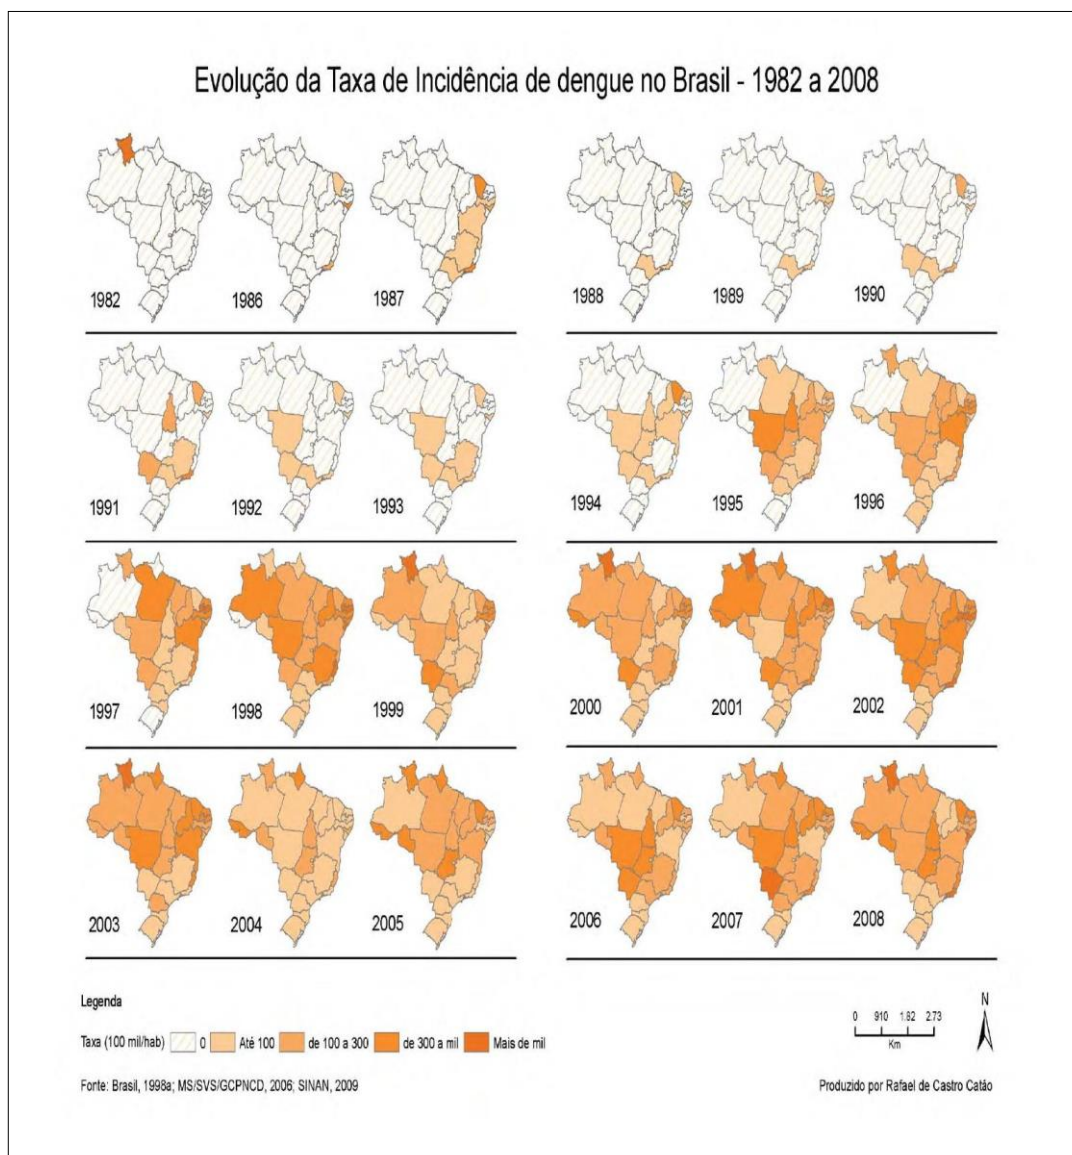 Evolução da Taxa de Incidência de dengue no Brasil - 1982 a 2008
1982 1986 1987 1988 1989 1990
1991 1992 1993 1994 1995 1996
1997 1998 1999 2000 2001 2002
2003 2004 2005 2006 2007 2008
Legenda
Taxa (100 mil/hab) 0 Até 100 de 100 a 300 de 300 a mil Mais de mil
0 910 1.82 2.73
Km
N
Fonte: Brasil, 1998a; MS/SVS/GCPNCD, 2006; SINAN, 2009
Produzido por Rafael de Castro Catão